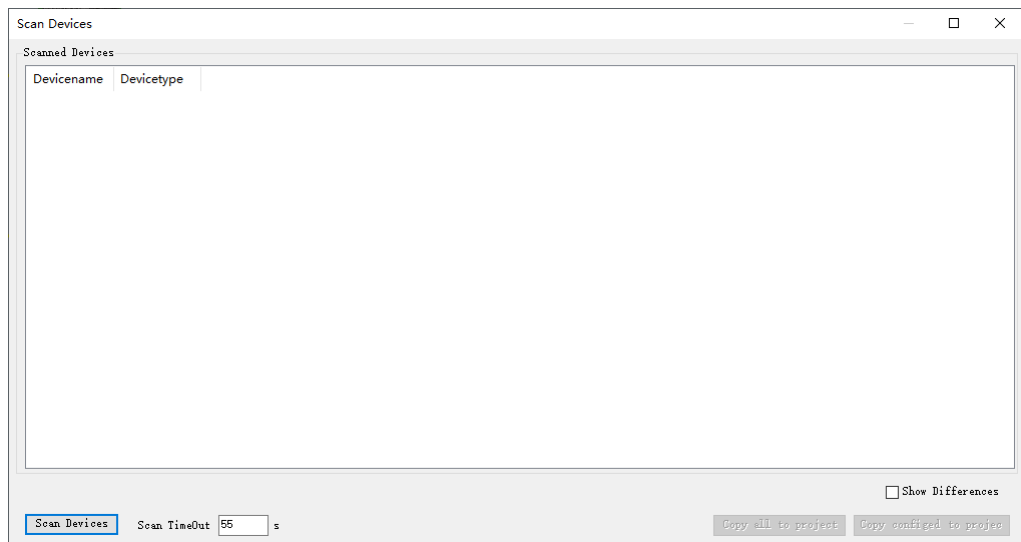 Scan Devices
Scanned Devices
Devicename Devicetype
Show Differences
Scan Devices Scan TimeOut 55 s Copy all to project Copy configed to projec